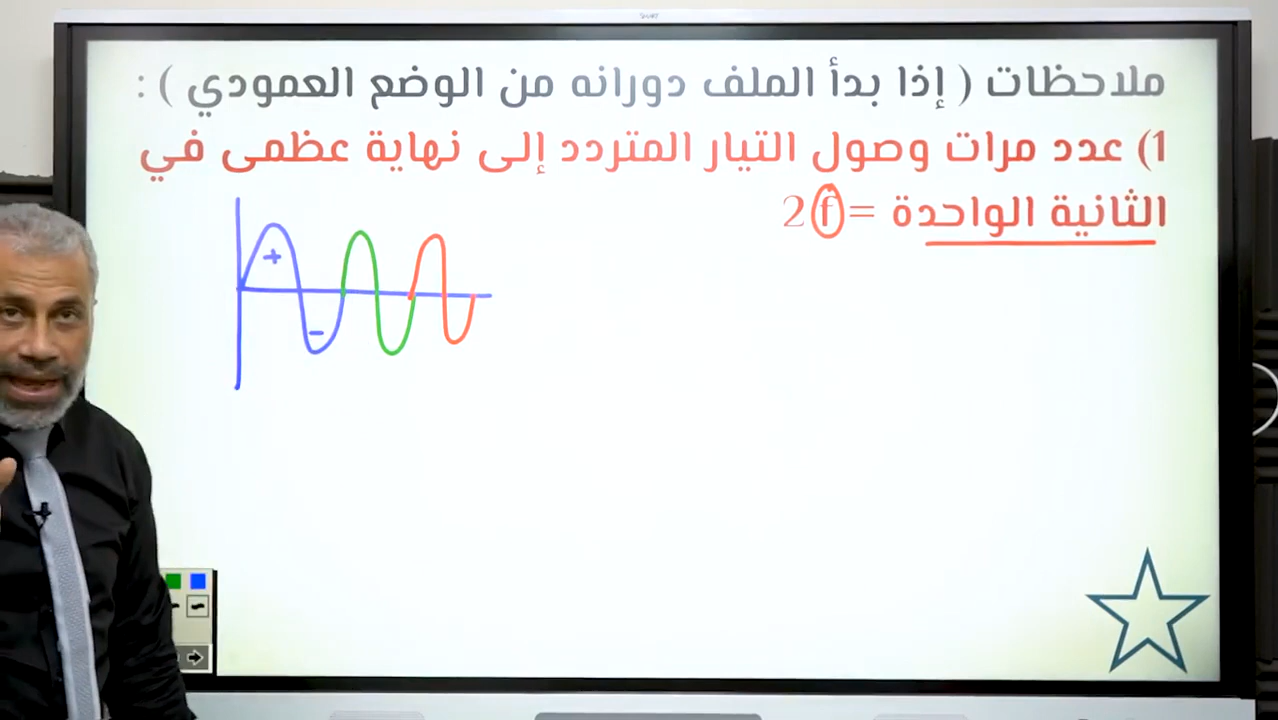 SMART
ملاحظات ( إذا بدأ الملف دورانه من الوضع العمودي ) :
1) عدد مرات وصول التيار المتردد إلى نهاية عظمى في
الثانية الواحدة = 2f
+
−